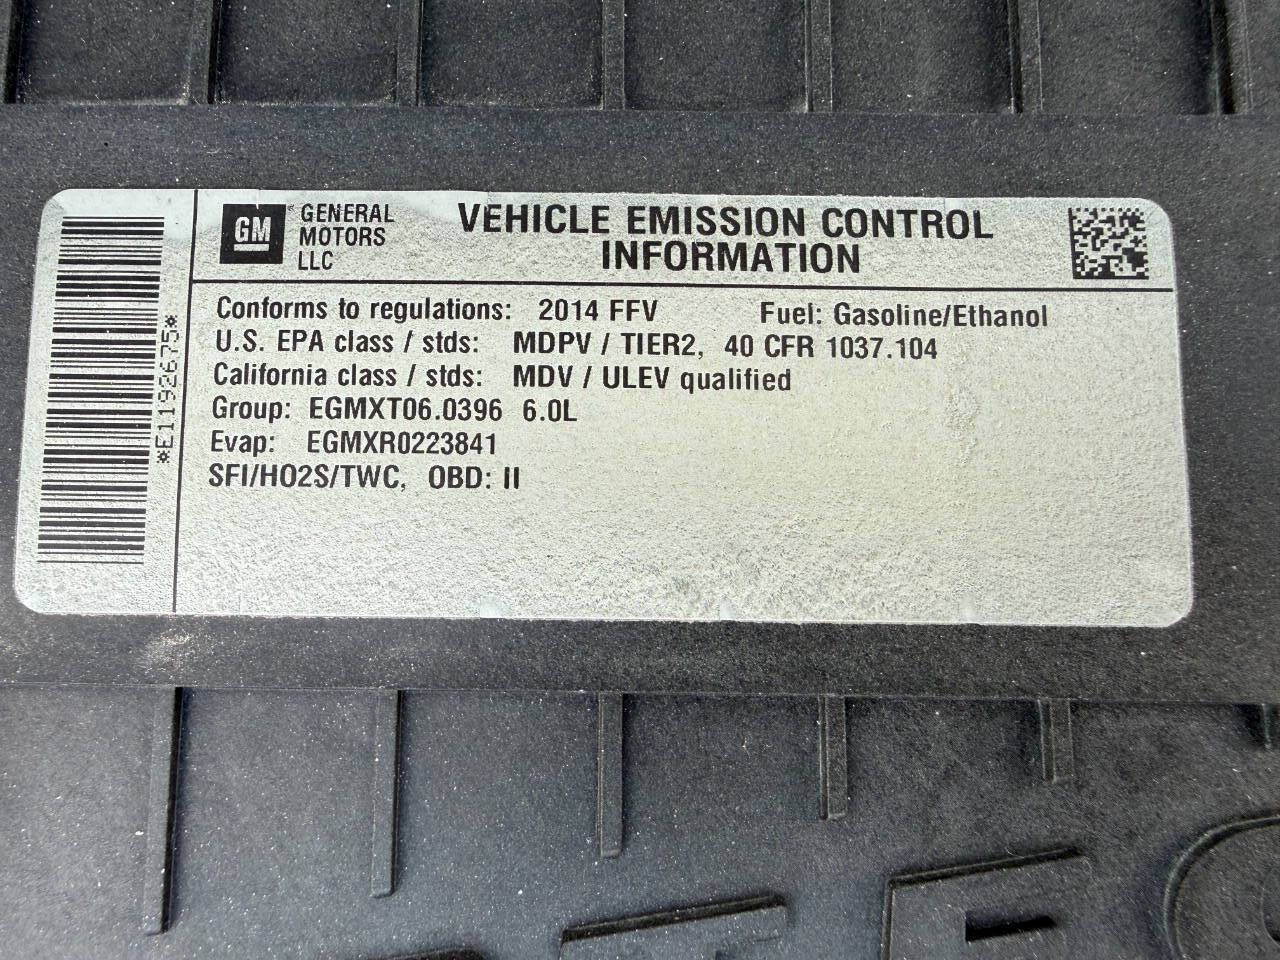 *E11926675*
GM
GENERAL
MOTORS
LLC
VEHICLE EMISSION CONTROL
INFORMATION
Conforms to regulations: 2014 FFV Fuel: Gasoline/Ethanol
U.S. EPA class / stds: MDPV / TIER2, 40 CFR 1037.104
California class / stds: MDV / ULEV qualified
Group: EGMXT06.0396 6.0L
Evap: EGMXR0223841
SFI/HO2S/TWC, OBD: II